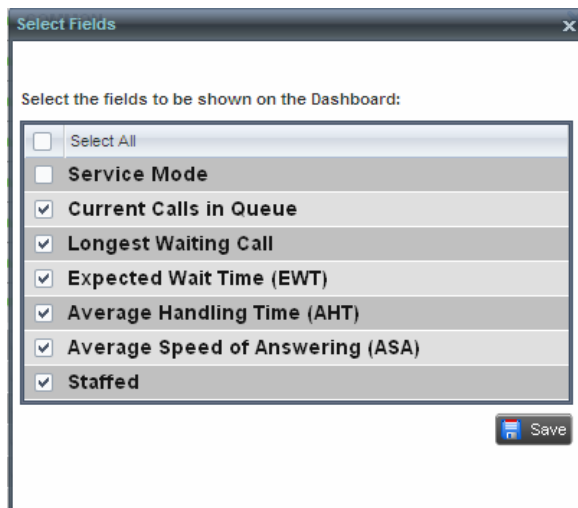 Select Fields
x
Select the fields to be shown on the Dashboard:
Select All
Service Mode
Current Calls in Queue
Longest Waiting Call
Expected Wait Time (EWT)
Average Handling Time (AHT)
Average Speed of Answering (ASA)
Staffed
Save